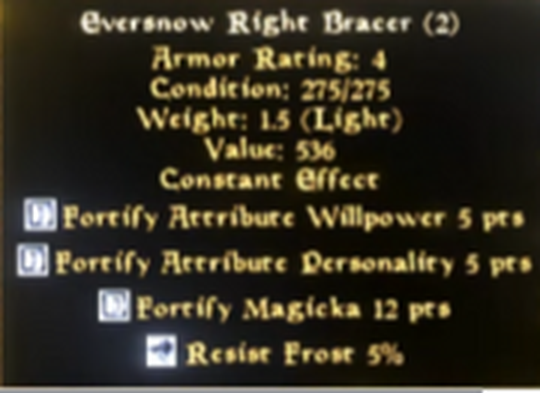 Eversnow Right Bracer (2)
Armor Rating: 4
Condition: 275/275
Weight: 1.5 (Light)
Value: 536
Constant Effect
Fortify Attribute Willpower 5 pts
Fortify Attribute Personality 5 pts
Fortify Magicka 12 pts
Resist Frost 5%